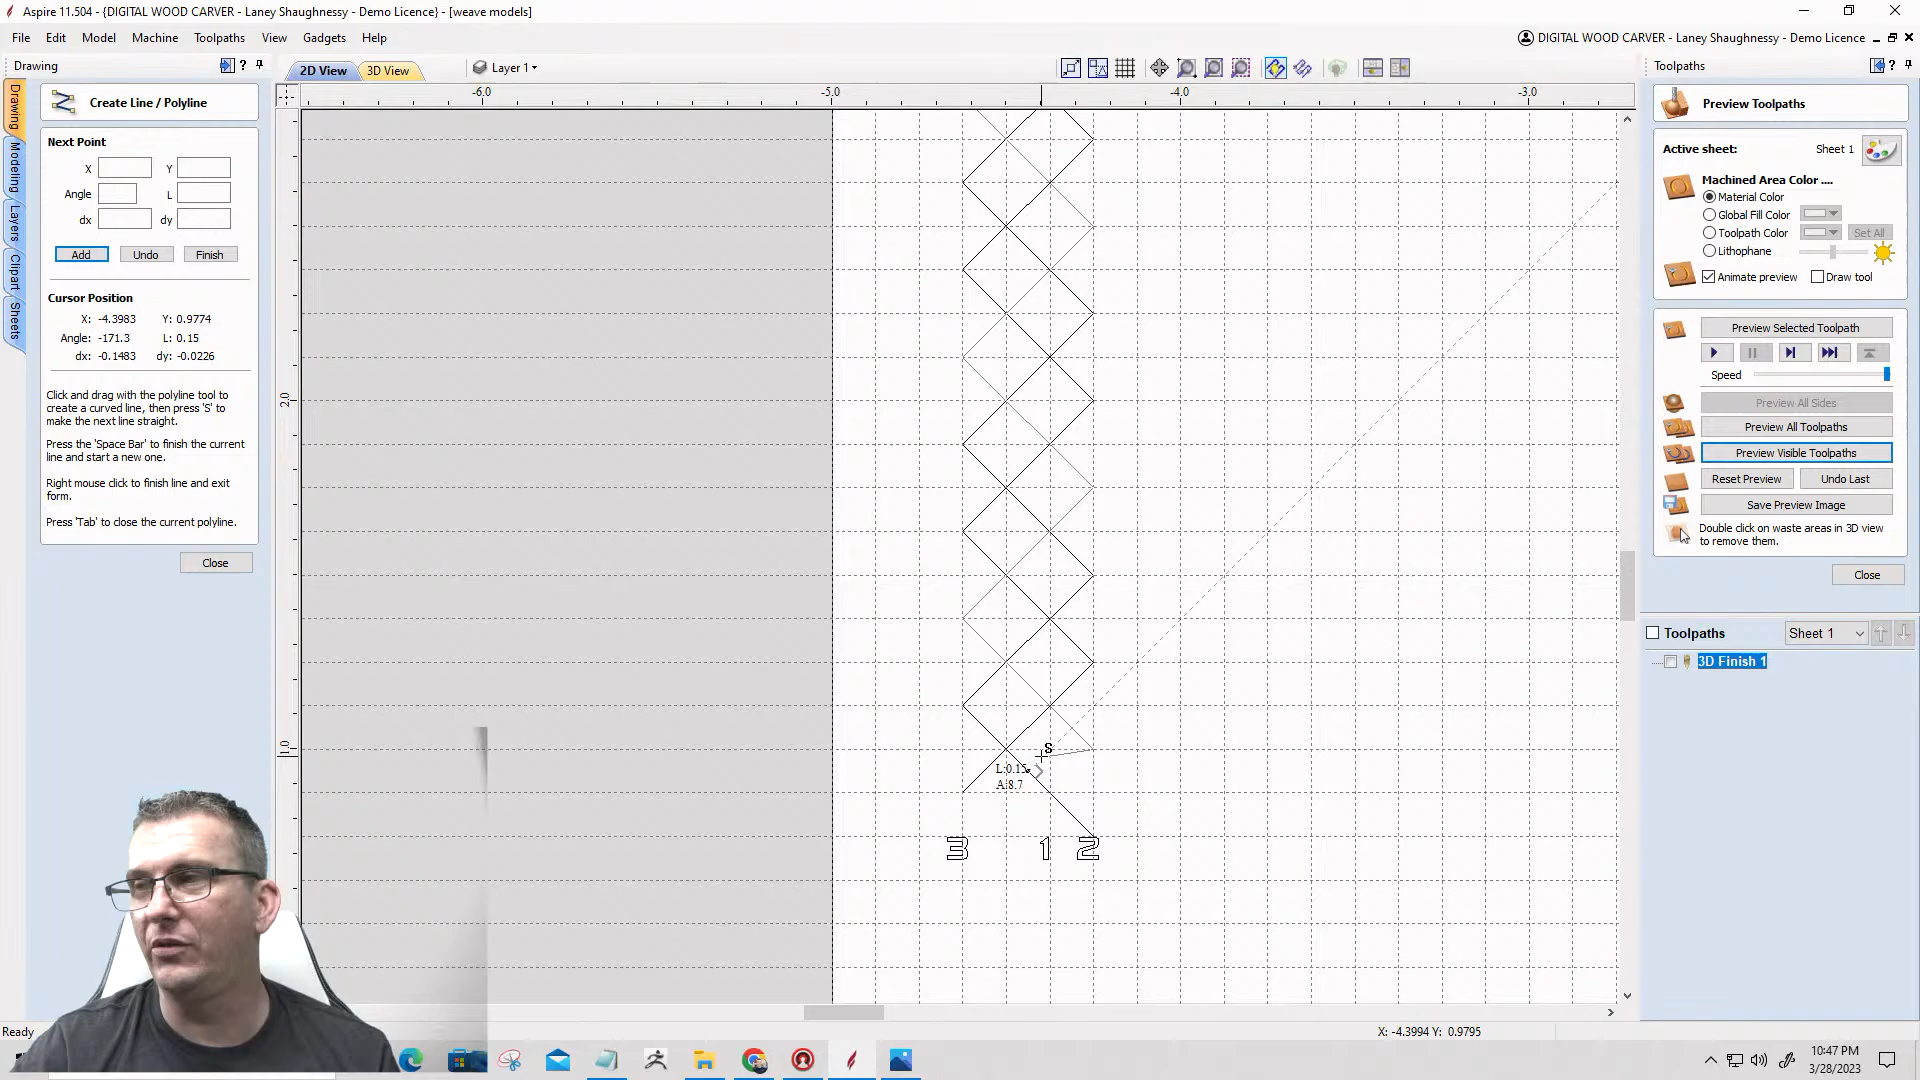 Aspire 11.504 - {DIGITAL WOOD CARVER - Laney Shaughnessy - Demo Licence} - [weave models]
File Edit Model Machine Toolpaths View Gadgets Help
DIGITAL WOOD CARVER - Laney Shaughnessy - Demo Licence
Drawing
2D View 3D View Layer 1
Toolpaths
Drawing
Modeling
Layers
Clipart
Sheets
Create Line / Polyline
Next Point
X Y
Angle L
dx dy
Add Undo Finish
Cursor Position
X: -4.3983 Y: 0.9774
Angle: -171.3 L: 0.15
dx: -0.1483 dy: -0.0226
Click and drag with the polyline tool to
create a curved line, then press 'S' to
make the next line straight.
Press the 'Space Bar' to finish the current
line and start a new one.
Right mouse click to finish line and exit
form.
Press 'Tab' to close the current polyline.
Close
-6.0 -5.0 -4.0 -3.0
2.0
1.0
S
L:0.15
A:8.7
3 1 2
Preview Toolpaths
Active sheet: Sheet 1
Machined Area Color ....
Material Color
Global Fill Color
Toolpath Color Set All
Lithophane
Animate preview Draw tool
Preview Selected Toolpath
Speed
Preview All Sides
Preview All Toolpaths
Preview Visible Toolpaths
Reset Preview Undo Last
Save Preview Image
Double click on waste areas in 3D view
to remove them.
Close
Toolpaths Sheet 1
3D Finish 1
Ready
X: -4.3994 Y: 0.9795
10:47 PM
3/28/2023